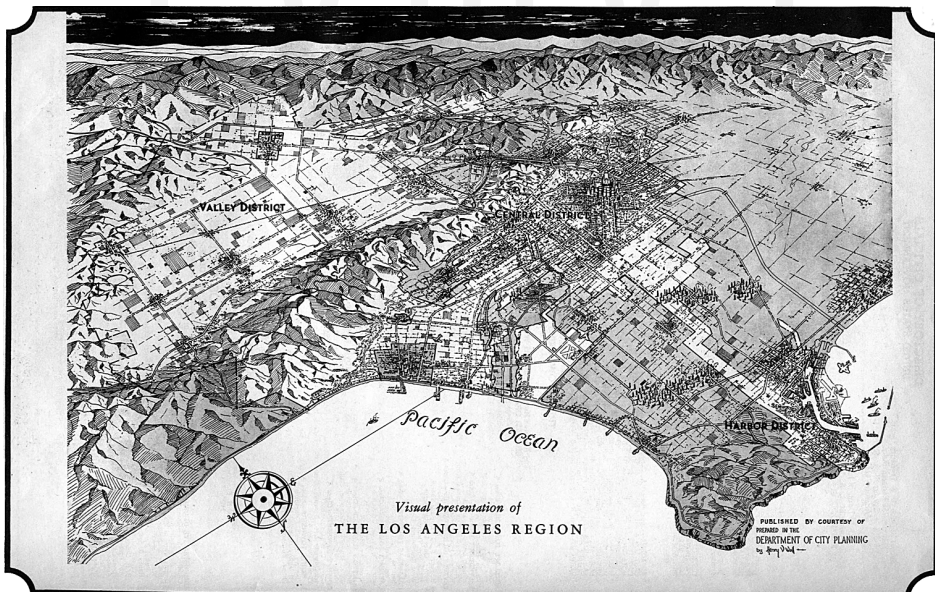 VALLEY DISTRICT
CENTRAL DISTRICT
HARBOR DISTRICT
Pacific Ocean
N
E
W
S
Visual presentation of
THE LOS ANGELES REGION
PUBLISHED BY COURTESY OF
PREPARED IN THE
DEPARTMENT OF CITY PLANNING
by